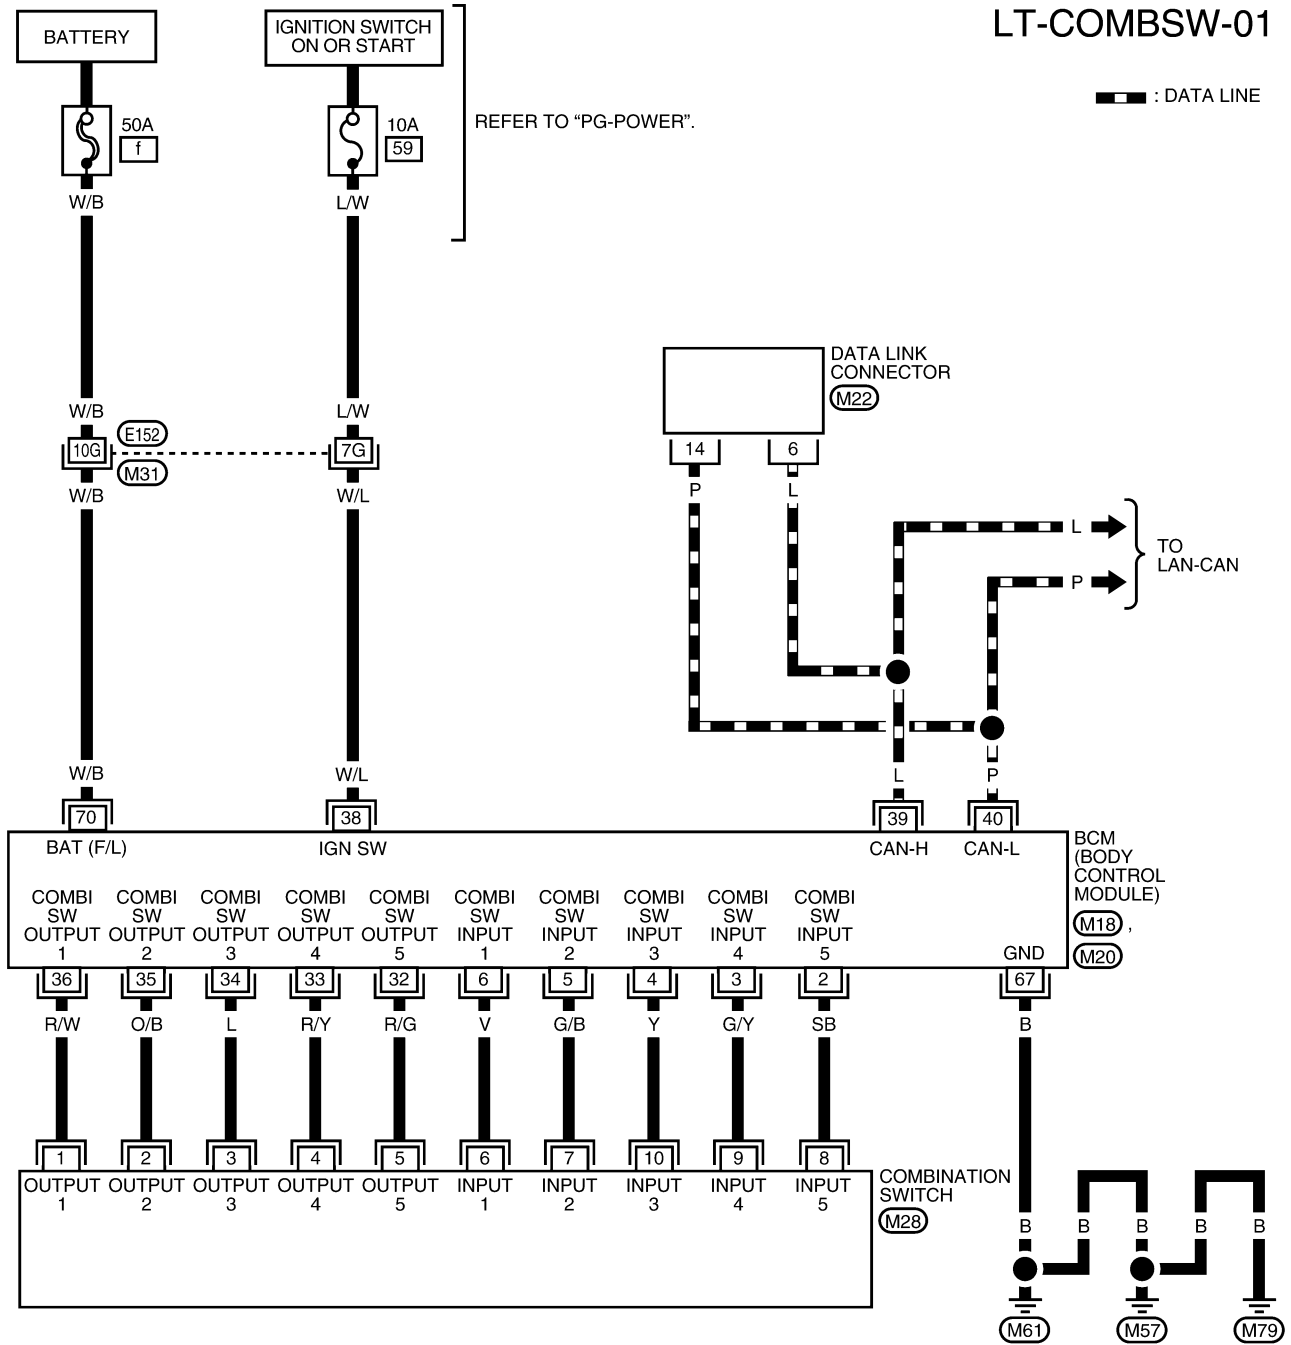 LT-COMBSW-01
BATTERY
IGNITION SWITCH
ON OR START
: DATA LINE
50A
f
10A
59
REFER TO “PG-POWER”.
W/B
L/W
DATA LINK
CONNECTOR
M22
W/B
L/W
E152
10G
7G
M31
14
6
W/B
W/L
P
L
L
P
TO
LAN-CAN
W/B
W/L
L
P
70
38
39
40
BAT (F/L)
IGN SW
CAN-H
CAN-L
BCM
(BODY
CONTROL
MODULE)
M18 ,
M20
COMBI
SW
OUTPUT
1
COMBI
SW
OUTPUT
2
COMBI
SW
OUTPUT
3
COMBI
SW
OUTPUT
4
COMBI
SW
OUTPUT
5
COMBI
SW
INPUT
1
COMBI
SW
INPUT
2
COMBI
SW
INPUT
3
COMBI
SW
INPUT
4
COMBI
SW
INPUT
5
GND
36
35
34
33
32
6
5
4
3
2
67
R/W
O/B
L
R/Y
R/G
V
G/B
Y
G/Y
SB
B
1
2
3
4
5
6
7
10
9
8
OUTPUT
1
OUTPUT
2
OUTPUT
3
OUTPUT
4
OUTPUT
5
INPUT
1
INPUT
2
INPUT
3
INPUT
4
INPUT
5
COMBINATION
SWITCH
M28
B
B
B
B
B
M61
M57
M79